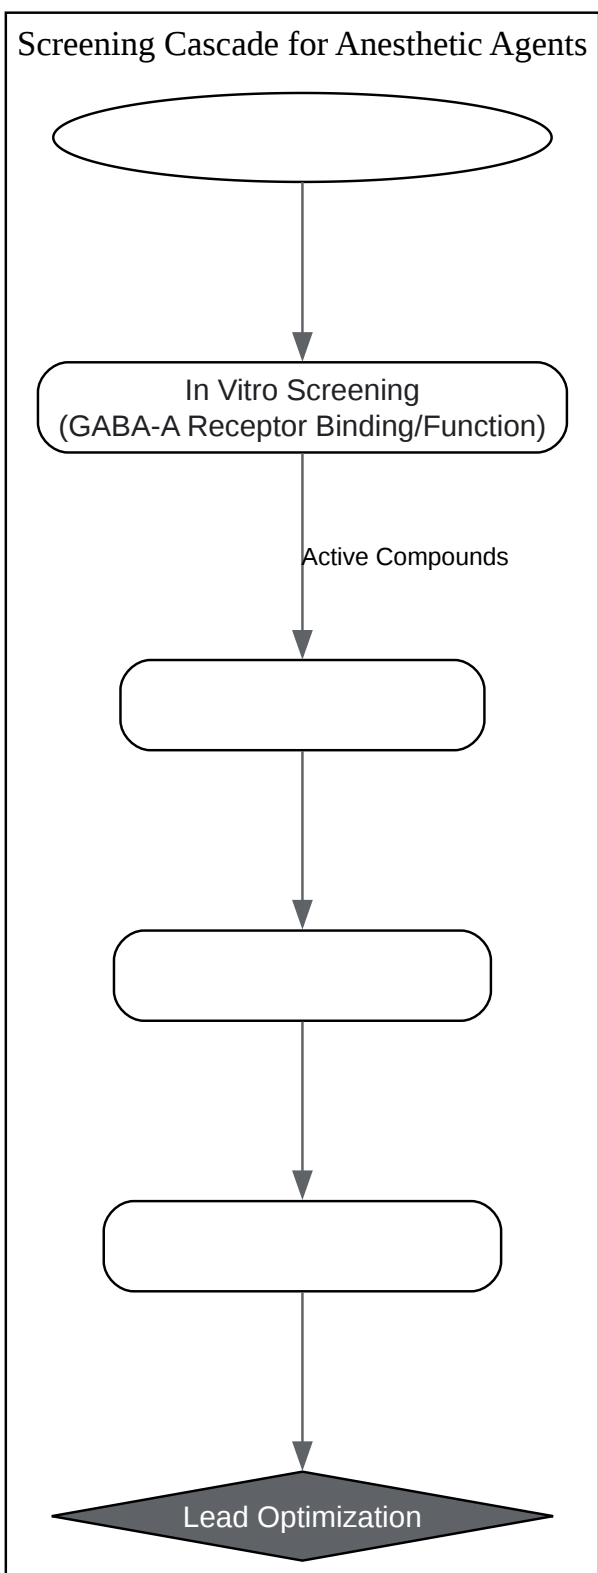 Screening Cascade for Anesthetic Agents
In Vitro Screening
(GABA-A Receptor Binding/Function)
Active Compounds
Lead Optimization